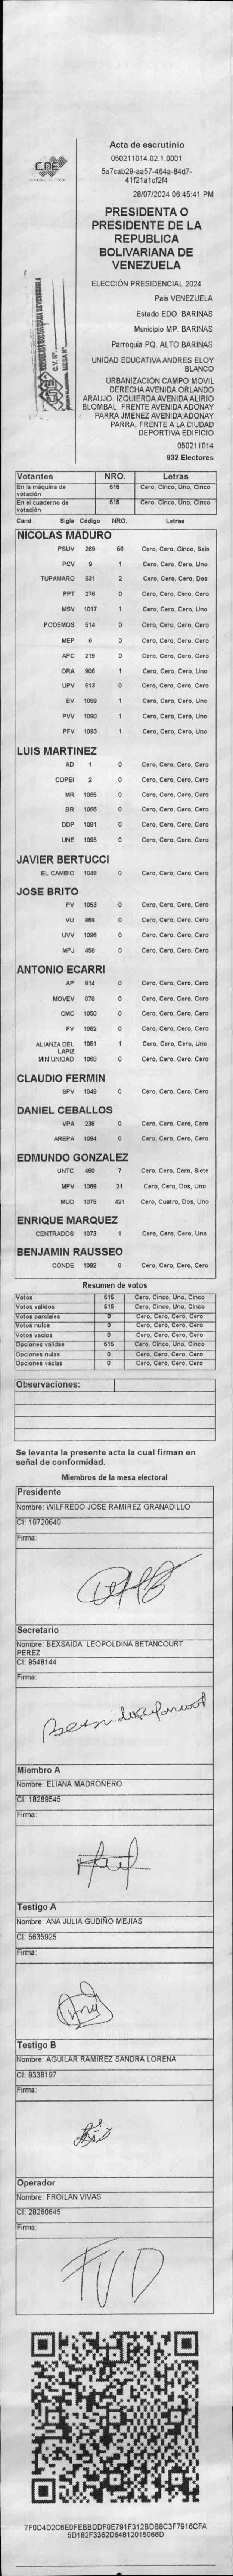 CNE
Acta de escrutinio
050211014.02.1.0001
5a7cab29-aa57-464a-84d7-
41f21a1cf2f4
28/07/2024 06:45:41 PM
PRESIDENTA O
PRESIDENTE DE LA
REPUBLICA
BOLIVARIANA DE
VENEZUELA
ELECCIÓN PRESIDENCIAL 2024
Pais VENEZUELA
Estado EDO. BARINAS
Municipio MP. BARINAS
Parroquia PQ. ALTO BARINAS
UNIDAD EDUCATIVA ANDRES ELOY
BLANCO
URBANIZACIÓN CAMPO MOVIL
DERECHA AVENIDA ORLANDO
ARAUJO. IZQUIERDA AVENIDA ALIRIO
BLOMBAL. FRENTE AVENIDA ADONAY
PARRA JIMENEZ AVENIDA ADONAY
PARRA, FRENTE A LA CIUDAD
DEPORTIVA EDIFICIO
050211014
932 Electores
Votantes NRO. Letras
En la máquina de votación 515 Cero, Cinco, Uno, Cinco
En el cuaderno de votación 515 Cero, Cinco, Uno, Cinco
Cand. Sigla Código NRO. Letras
NICOLAS MADURO
PSUV 269 56 Cero, Cero, Cinco, Seis
PCV 9 1 Cero, Cero, Cero, Uno
TUPAMARO 931 2 Cero, Cero, Cero, Dos
PPT 276 0 Cero, Cero, Cero, Cero
MSV 1017 1 Cero, Cero, Cero, Uno
PODEMOS 514 0 Cero, Cero, Cero, Cero
MEP 6 0 Cero, Cero, Cero, Cero
APC 219 0 Cero, Cero, Cero, Cero
ORA 906 1 Cero, Cero, Cero, Uno
UPV 513 0 Cero, Cero, Cero, Cero
EV 1089 1 Cero, Cero, Cero, Uno
PVV 1090 1 Cero, Cero, Cero, Uno
PFV 1093 1 Cero, Cero, Cero, Uno
LUIS MARTINEZ
AD 1 0 Cero, Cero, Cero, Cero
COPEI 2 0 Cero, Cero, Cero, Cero
MR 1065 0 Cero, Cero, Cero, Cero
BR 1066 0 Cero, Cero, Cero, Cero
DDP 1091 0 Cero, Cero, Cero, Cero
UNE 1095 0 Cero, Cero, Cero, Cero
JAVIER BERTUCCI
EL CAMBIO 1048 0 Cero, Cero, Cero, Cero
JOSE BRITO
PV 1053 0 Cero, Cero, Cero, Cero
VU 868 0 Cero, Cero, Cero, Cero
UVV 1096 0 Cero, Cero, Cero, Cero
MPJ 458 0 Cero, Cero, Cero, Cero
ANTONIO ECARRI
AP 814 0 Cero, Cero, Cero, Cero
MOVEV 878 0 Cero, Cero, Cero, Cero
CMC 1050 0 Cero, Cero, Cero, Cero
FV 1062 0 Cero, Cero, Cero, Cero
ALIANZA DEL LAPIZ 1051 1 Cero, Cero, Cero, Uno
MIN UNIDAD 1058 0 Cero, Cero, Cero, Cero
CLAUDIO FERMIN
SPV 1049 0 Cero, Cero, Cero, Cero
DANIEL CEBALLOS
VPA 236 0 Cero, Cero, Cero, Cero
AREPA 1094 0 Cero, Cero, Cero, Cero
EDMUNDO GONZALEZ
UNTC 460 7 Cero, Cero, Cero, Siete
MPV 1069 21 Cero, Cero, Dos, Uno
MUD 1075 421 Cero, Cuatro, Dos, Uno
ENRIQUE MARQUEZ
CENTRADOS 1073 1 Cero, Cero, Cero, Uno
BENJAMIN RAUSSEO
CONDE 1092 0 Cero, Cero, Cero, Cero
Resumen de votos
Votos 515 Cero, Cinco, Uno, Cinco
Votos validos 515 Cero, Cinco, Uno, Cinco
Votos parciales 0 Cero, Cero, Cero, Cero
Votos nulos 0 Cero, Cero, Cero, Cero
Votos vacios 0 Cero, Cero, Cero, Cero
Opciones validas 515 Cero, Cinco, Uno, Cinco
Opciones nulas 0 Cero, Cero, Cero, Cero
Opciones vacias 0 Cero, Cero, Cero, Cero
Observaciones:
Se levanta la presente acta la cual firman en
señal de conformidad.
Miembros de la mesa electoral
Presidente
Nombre: WILFREDO JOSE RAMIREZ GRANADILLO
CI: 10720640
Firma:
Secretario
Nombre: BEXSAIDA LEOPOLDINA BETANCOURT
PEREZ
CI: 9548144
Firma:
Miembro A
Nombre: ELIANA MADROÑERO
CI: 18289545
Firma:
Testigo A
Nombre: ANA JULIA GUDIÑO MEJIAS
CI: 5635925
Firma:
Testigo B
Nombre: AGUILAR RAMIREZ SANDRA LORENA
CI: 9338197
Firma:
Operador
Nombre: FROILAN VIVAS
CI: 28260645
Firma:
FVD
7F0D4D2C6E0FEBBDDF0E791F312BDB8C3F7916CFA
5D182F3362D64812015066D